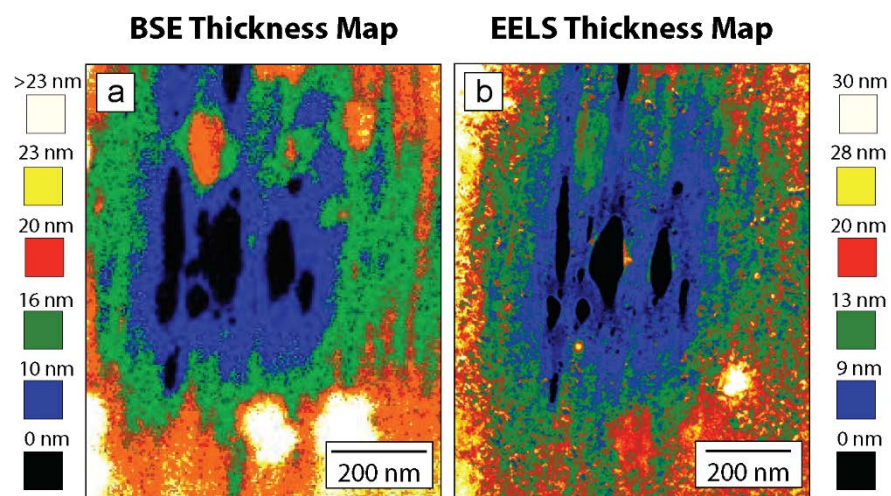 BSE Thickness Map
EELS Thickness Map
>23 nm
23 nm
20 nm
16 nm
10 nm
0 nm
a
200 nm
b
200 nm
30 nm
28 nm
20 nm
13 nm
9 nm
0 nm